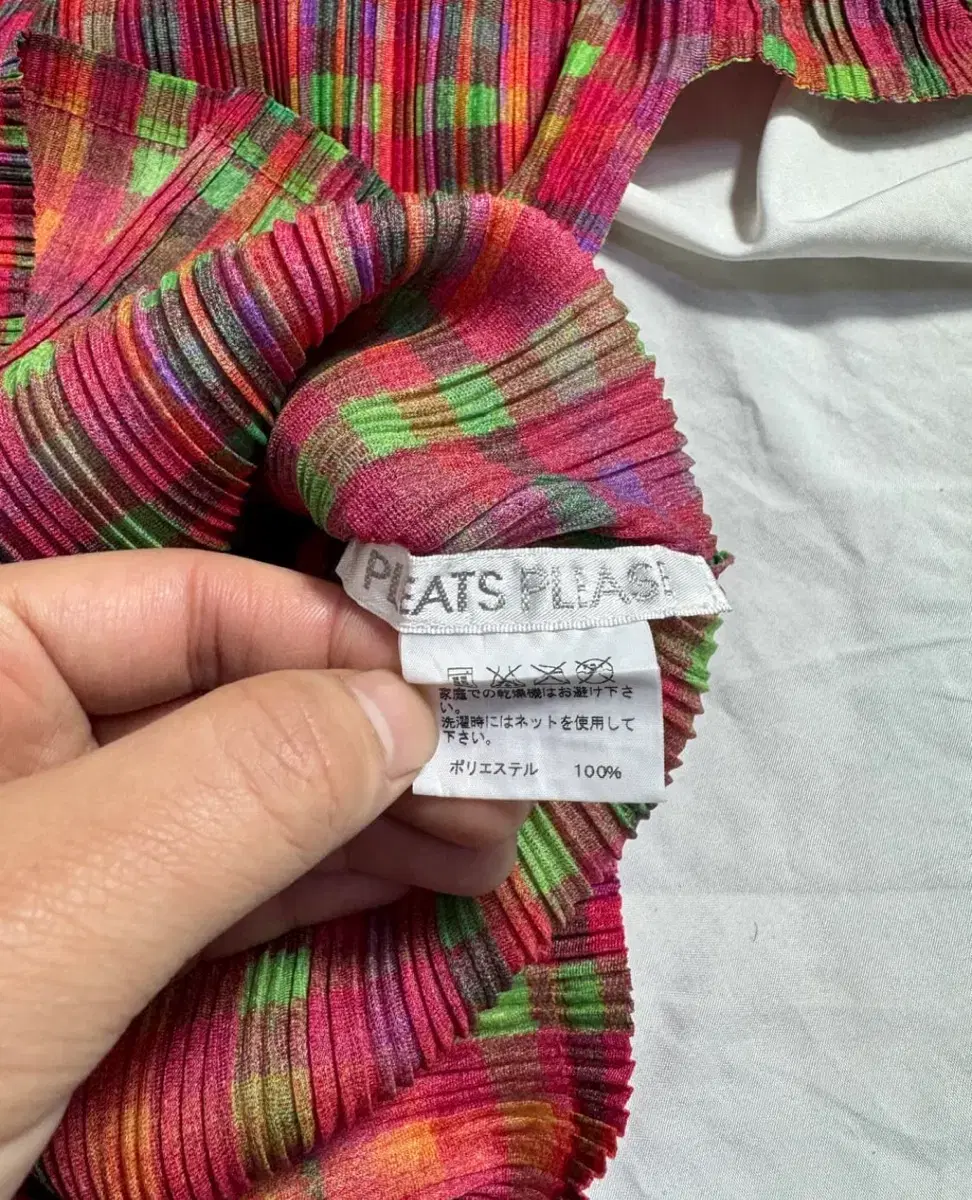 PLEATS PLEASE
家庭での乾燥機はお避け下さ
い。
洗濯時にはネットを使用して
下さい。
ポリエステル 100%